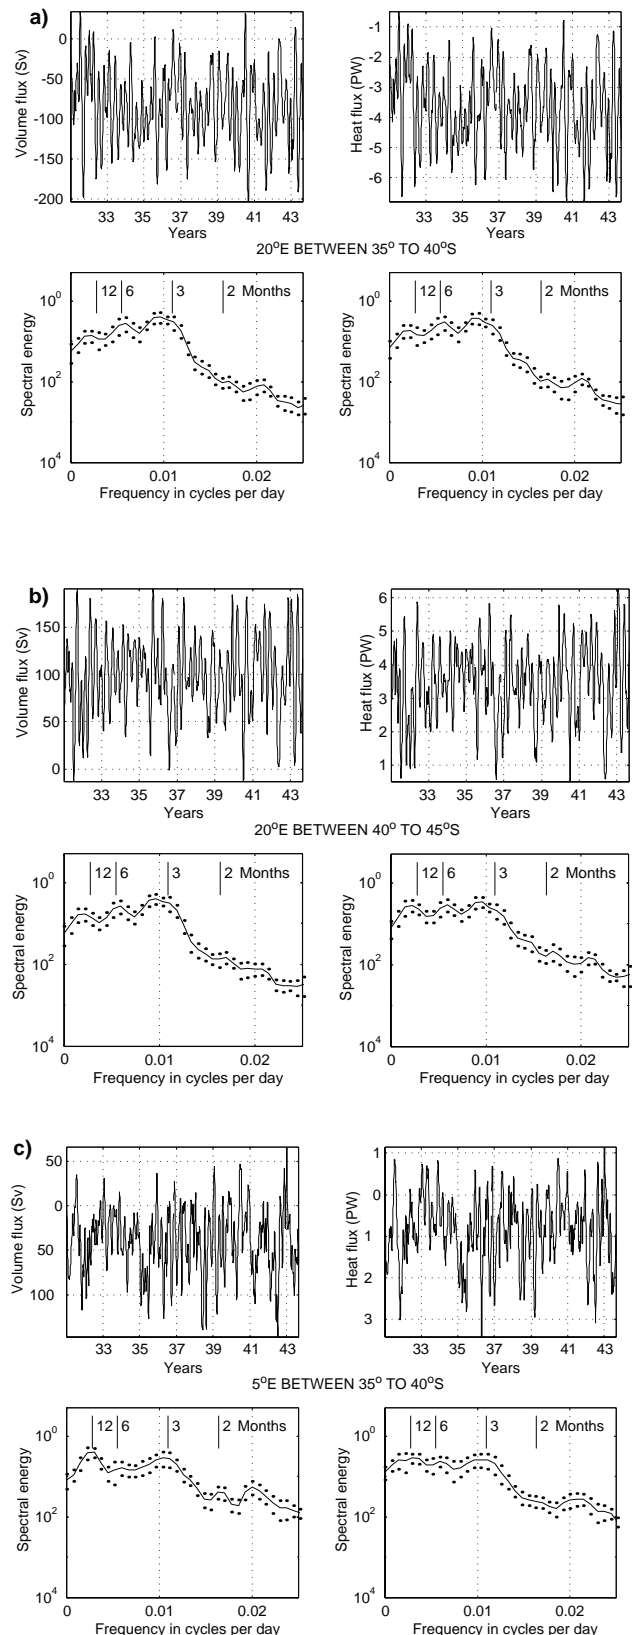 a)
Volume flux (Sv)
0
-50
-100
-150
-200
33 35 37 39 41 43
Years
Heat flux (PW)
-1
-2
-3
-4
-5
-6
33 35 37 39 41 43
Years
20°E BETWEEN 35° TO 40°S
Spectral energy
10^0
10^2
10^4
12 6 3 2 Months
0 0.01 0.02
Frequency in cycles per day
Spectral energy
10^0
10^2
10^4
12 6 3 2 Months
0 0.01 0.02
Frequency in cycles per day
b)
Volume flux (Sv)
150
100
50
0
33 35 37 39 41 43
Years
Heat flux (PW)
6
5
4
3
2
1
33 35 37 39 41 43
Years
20°E BETWEEN 40° TO 45°S
Spectral energy
10^0
10^2
10^4
12 6 3 2 Months
0 0.01 0.02
Frequency in cycles per day
Spectral energy
10^0
10^2
10^4
12 6 3 2 Months
0 0.01 0.02
Frequency in cycles per day
c)
Volume flux (Sv)
50
0
50
100
33 35 37 39 41 43
Years
Heat flux (PW)
1
0
1
2
3
33 35 37 39 41 43
Years
5°E BETWEEN 35° TO 40°S
Spectral energy
10^0
10^2
10^4
12 6 3 2 Months
0 0.01 0.02
Frequency in cycles per day
Spectral energy
10^0
10^2
10^4
12 6 3 2 Months
0 0.01 0.02
Frequency in cycles per day